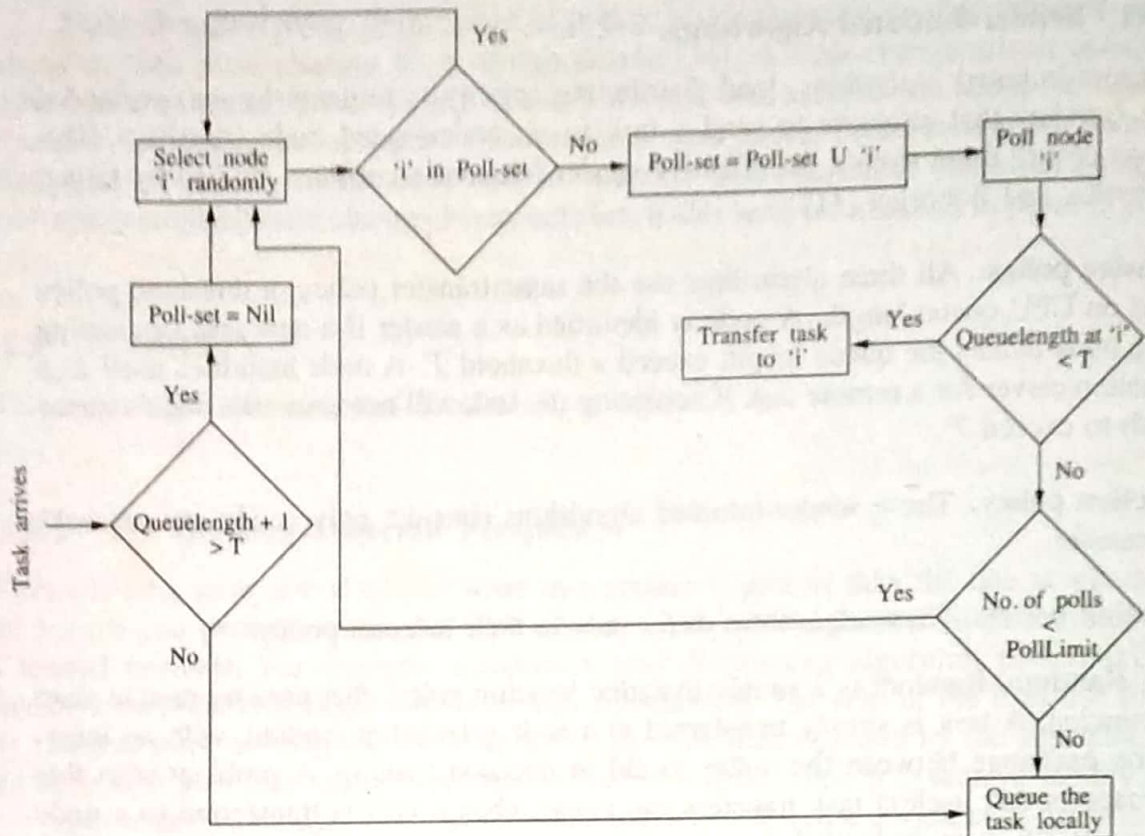 Yes
Select node
'i' randomly
'i' in Poll-set
No
Poll-set = Poll-set U 'i'
Poll node
'i'
Poll-set = Nil
Transfer task
to 'i'
Yes
Queuelength at 'i'
< T
Yes
No
Task arrives
Queuelength + 1
> T
Yes
No. of polls
<
PollLimit
No
No
Queue the
task locally